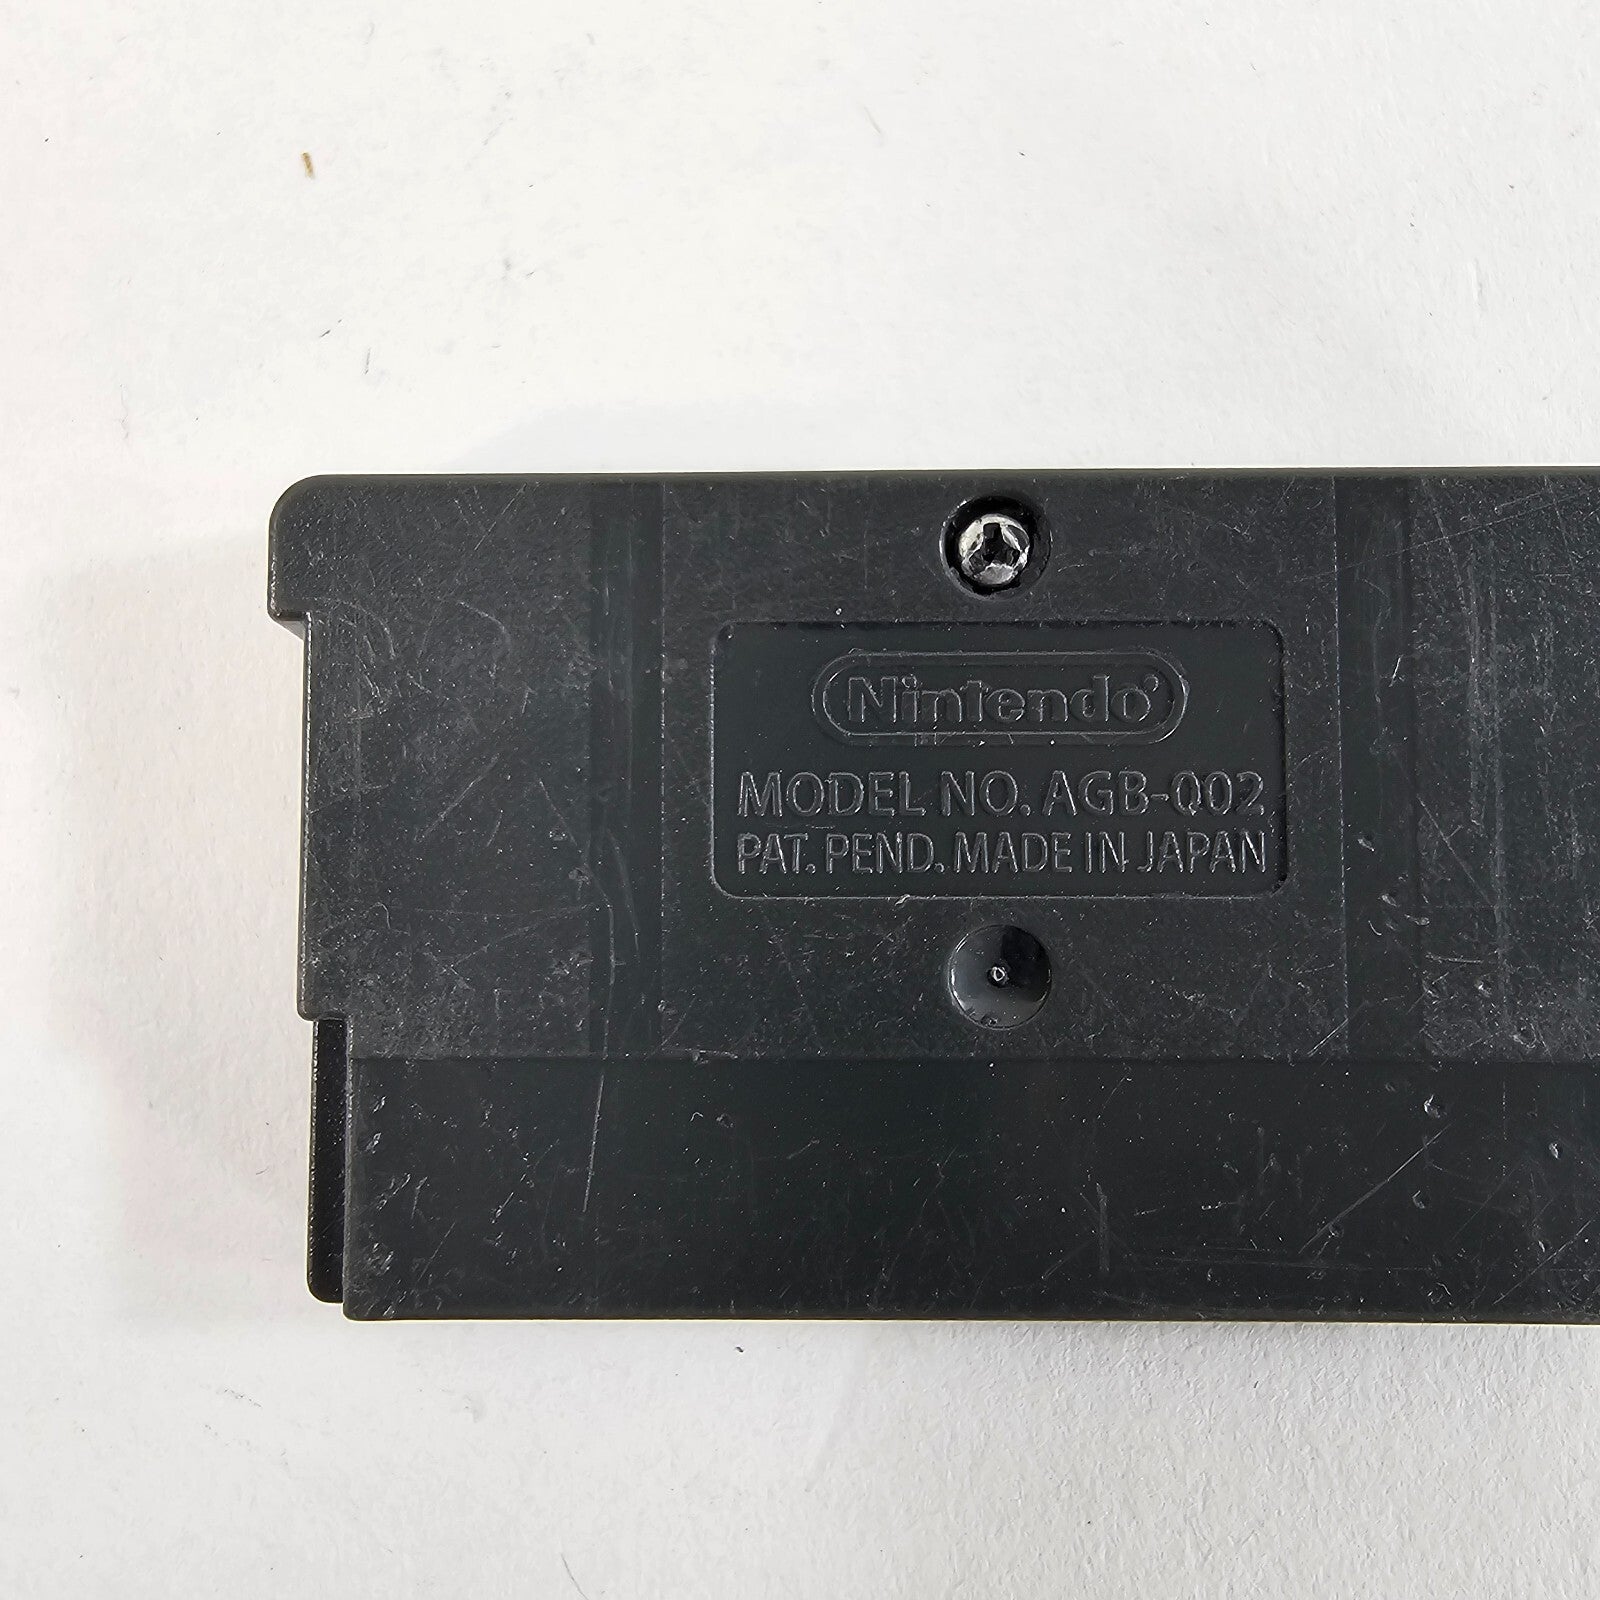 Nintendo
MODEL NO. AGB-002
PAT. PEND. MADE IN JAPAN